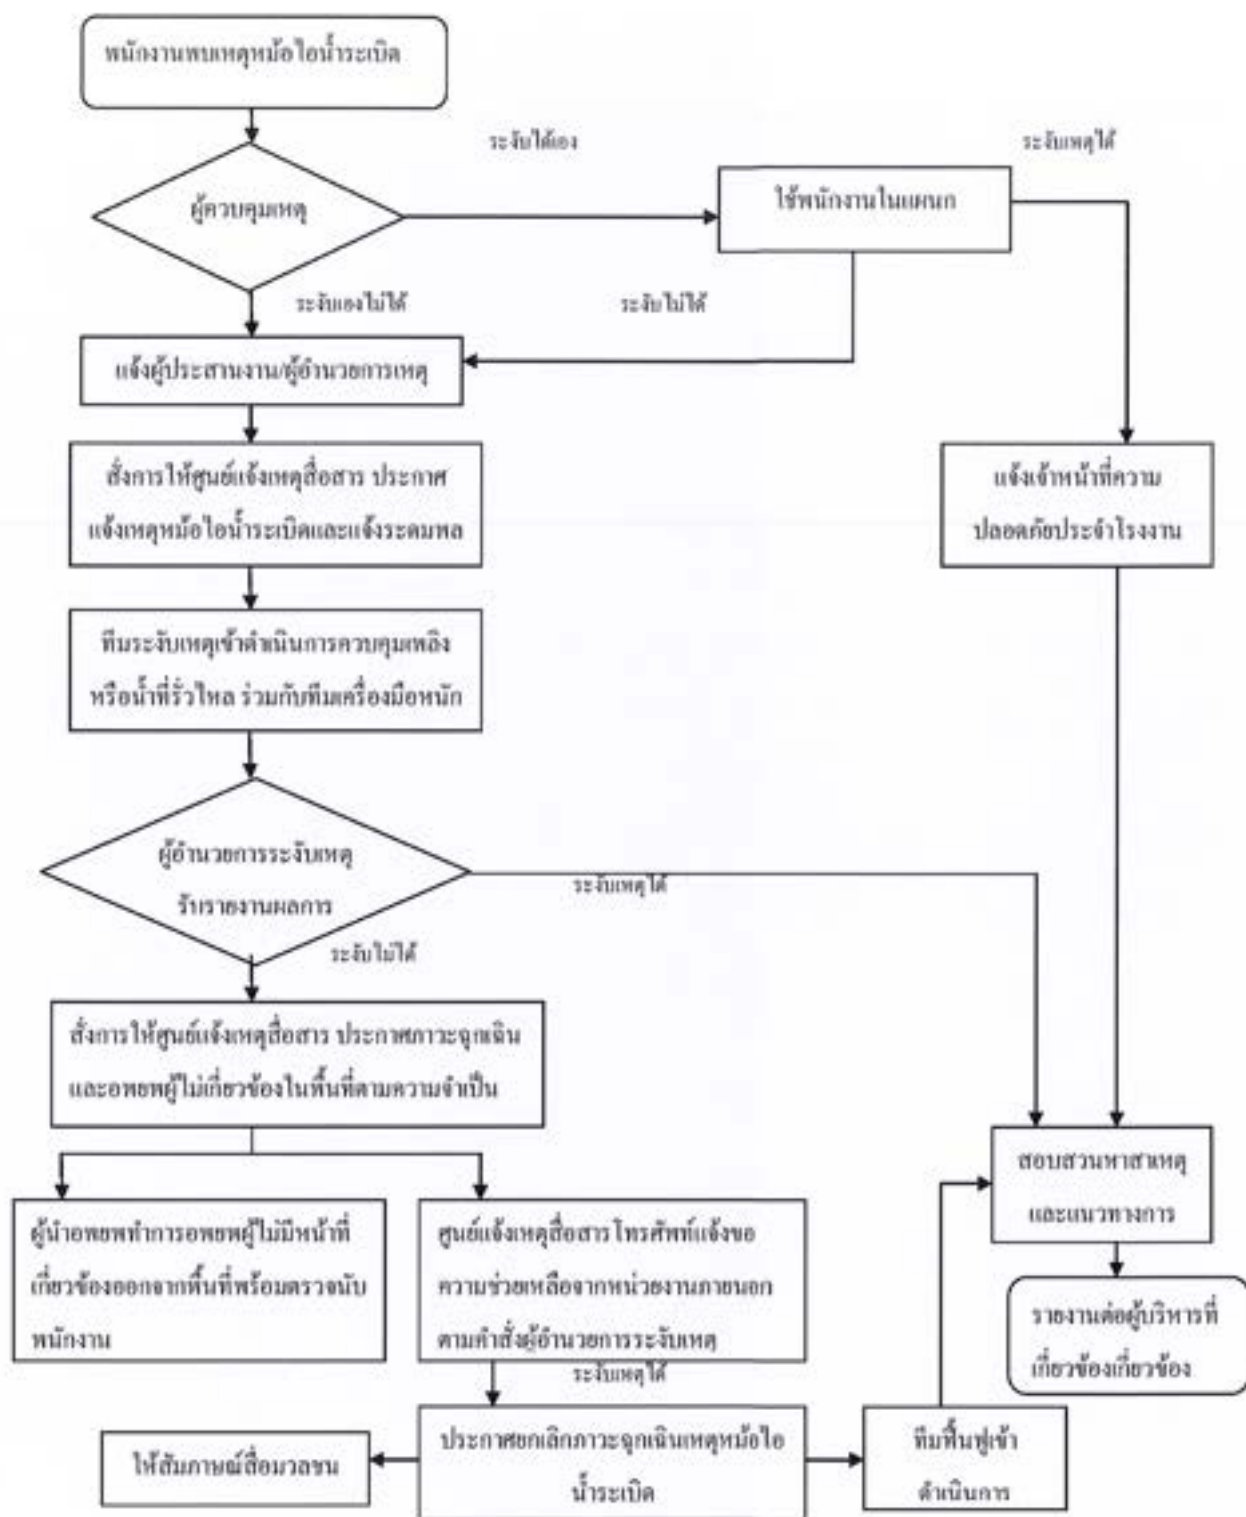 พนักงานพบเหตุหม้อไอน้ำระเบิด
ระงับได้เอง
ระงับเหตุได้
ผู้ควบคุมเหตุ
ใช้พนักงานในแผนก
ระงับเองไม่ได้
ระงับไม่ได้
แจ้งผู้ประสานงาน/ผู้อำนวยการเหตุ
สั่งการให้ศูนย์แจ้งเหตุสื่อสาร ประกาศ
แจ้งเหตุหม้อไอน้ำระเบิดและแจ้งระดมพล
แจ้งเจ้าหน้าที่ความ
ปลอดภัยประจำโรงงาน
ทีมระงับเหตุเข้าดำเนินการควบคุมเพลิง
หรือน้ำที่รั่วไหล ร่วมกับทีมเครื่องมือหนัก
ผู้อำนวยการระงับเหตุ
รับรายงานผลการ
ระงับเหตุได้
ระงับไม่ได้
สั่งการให้ศูนย์แจ้งเหตุสื่อสาร ประกาศภาวะฉุกเฉิน
และอพยพผู้ไม่เกี่ยวข้องในพื้นที่ตามความจำเป็น
สอบสวนหาสาเหตุ
และแนวทางการ
ผู้นำอพยพทำการอพยพผู้ไม่มีหน้าที่
เกี่ยวข้องออกจากพื้นที่พร้อมตรวจนับ
พนักงาน
ศูนย์แจ้งเหตุสื่อสาร โทรศัพท์แจ้งขอ
ความช่วยเหลือจากหน่วยงานภายนอก
ตามคำสั่งผู้อำนวยการระงับเหตุ
รายงานต่อผู้บริหารที่
เกี่ยวข้องเกี่ยวข้อง
ระงับเหตุได้
ให้สัมภาษณ์สื่อมวลชน
ประกาศยกเลิกภาวะฉุกเฉินเหตุหม้อไอ
น้ำระเบิด
ทีมฟื้นฟูเข้า
ดำเนินการ